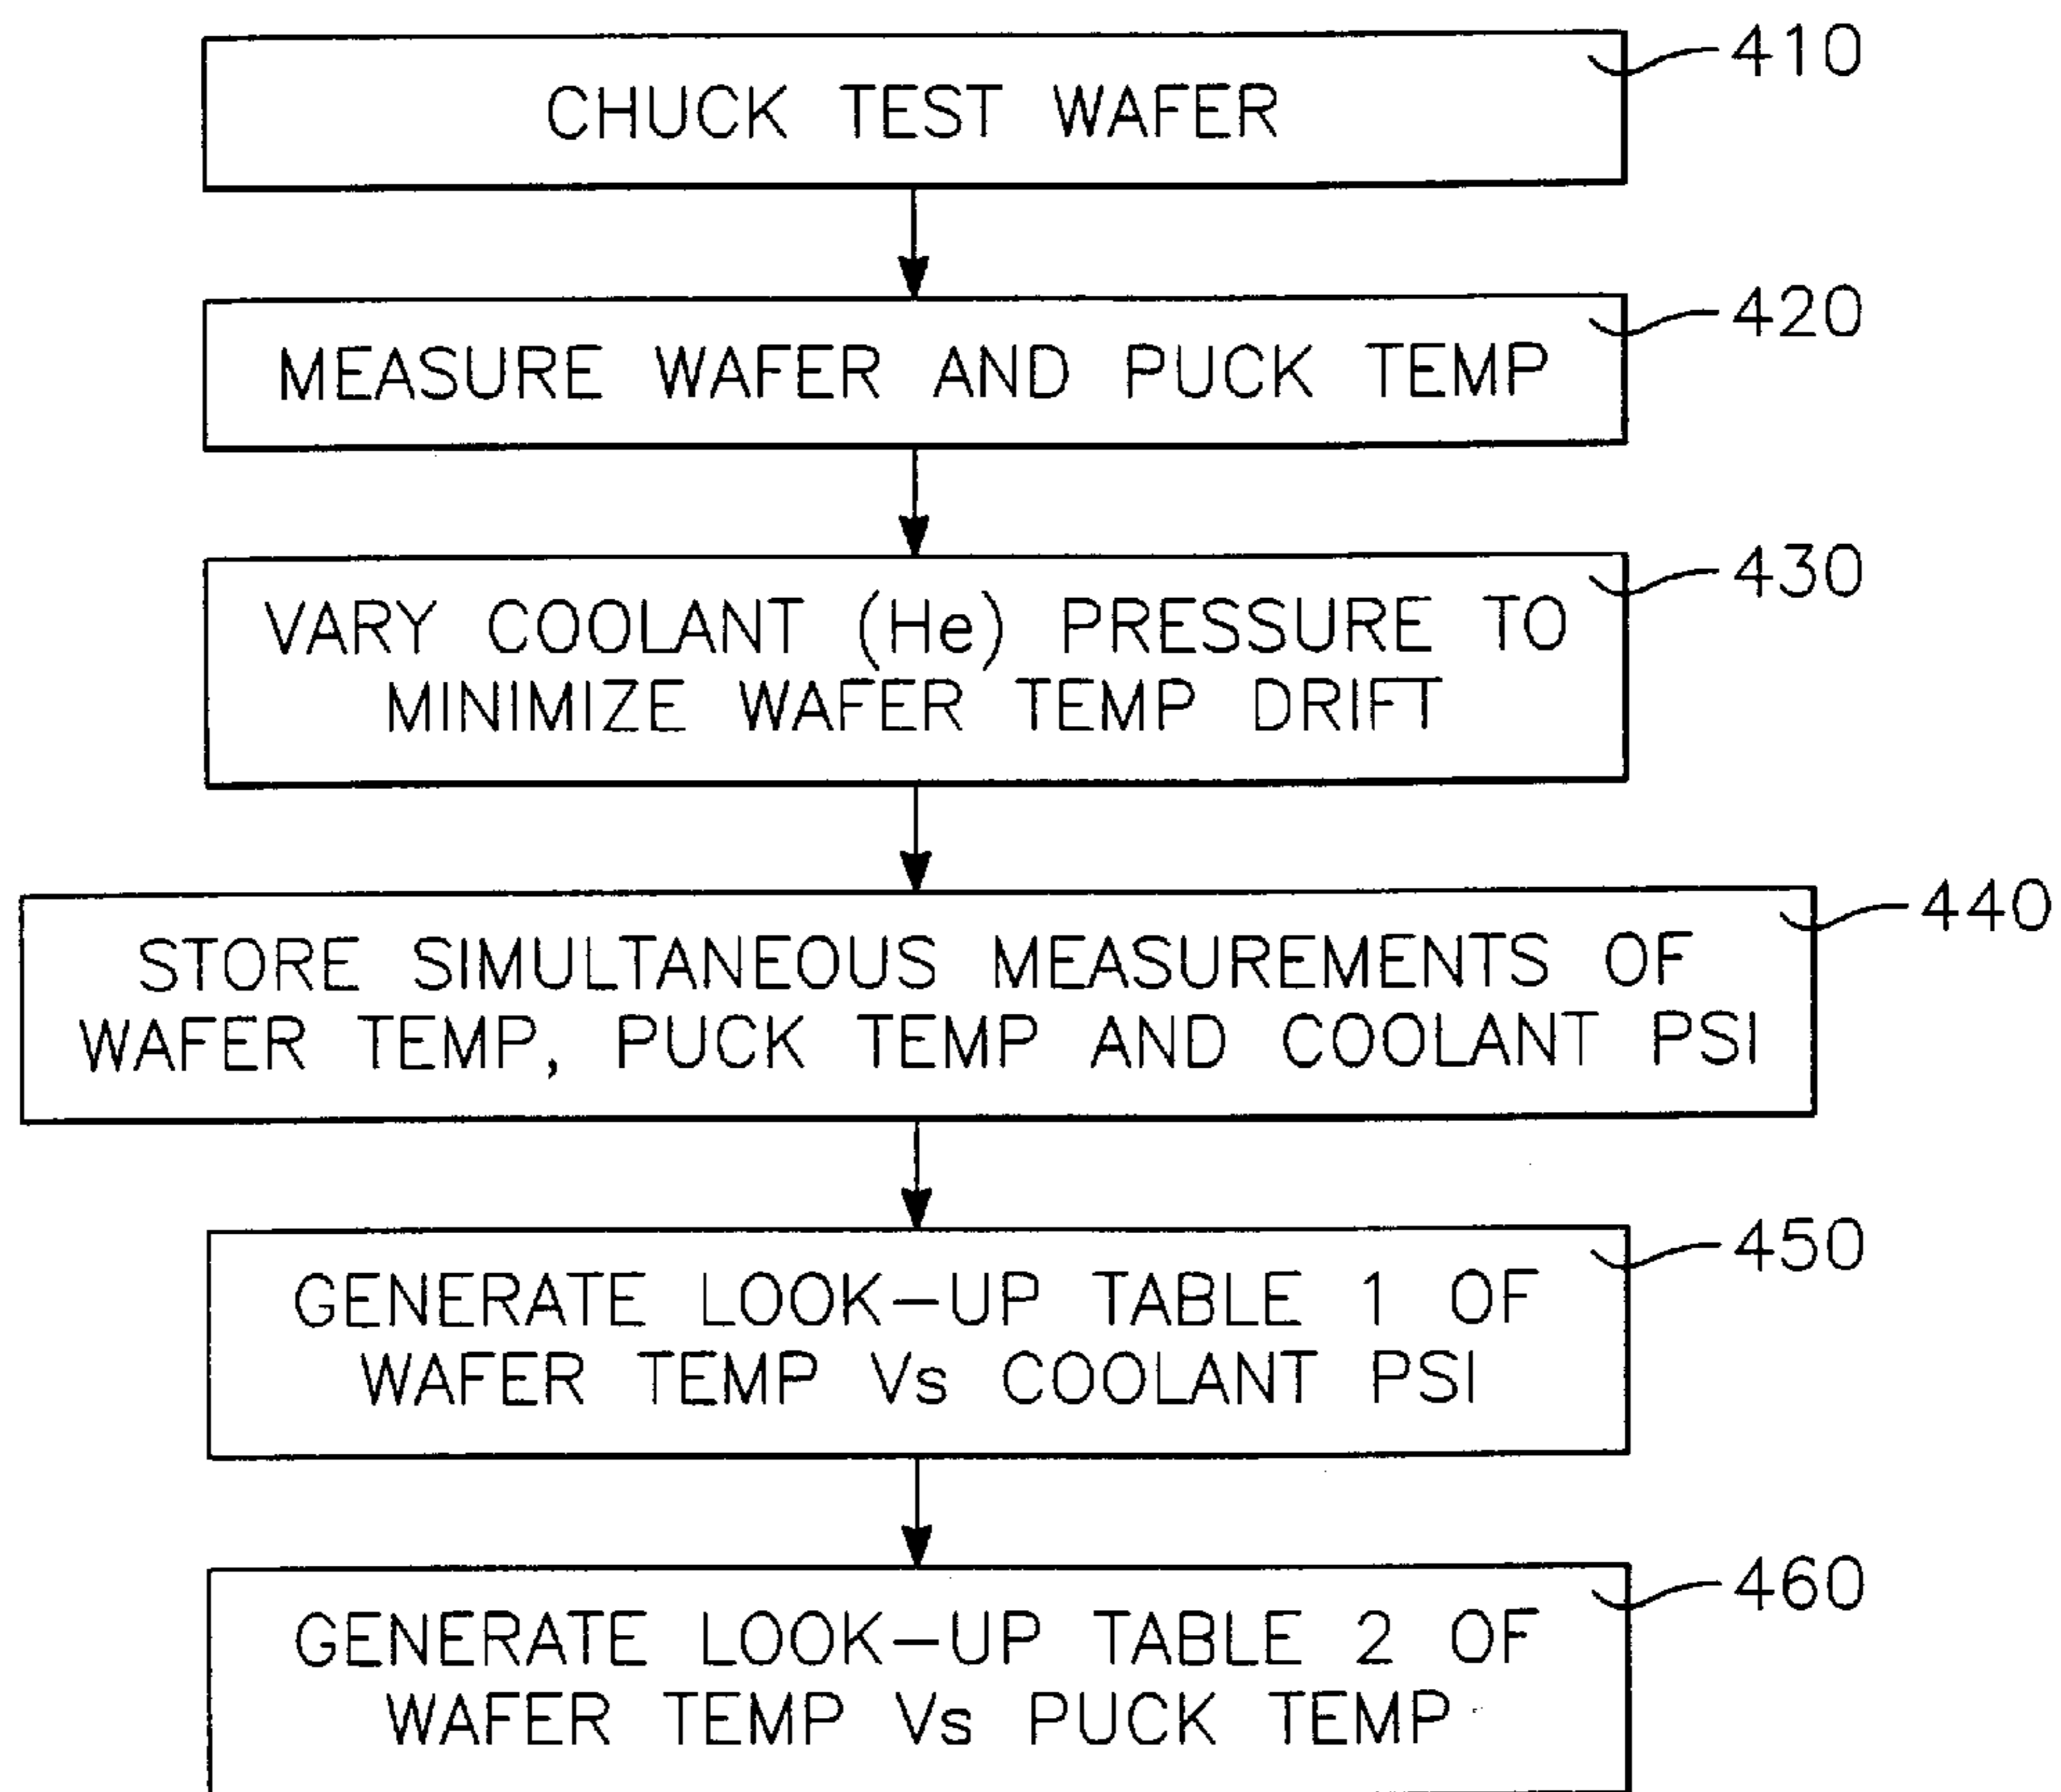 CHUCK TEST WAFER
410
MEASURE WAFER AND PUCK TEMP
420
VARY COOLANT (He) PRESSURE TO
MINIMIZE WAFER TEMP DRIFT
430
STORE SIMULTANEOUS MEASUREMENTS OF
WAFER TEMP, PUCK TEMP AND COOLANT PSI
440
GENERATE LOOK-UP TABLE 1 OF
WAFER TEMP Vs COOLANT PSI
450
GENERATE LOOK-UP TABLE 2 OF
WAFER TEMP Vs PUCK TEMP
460